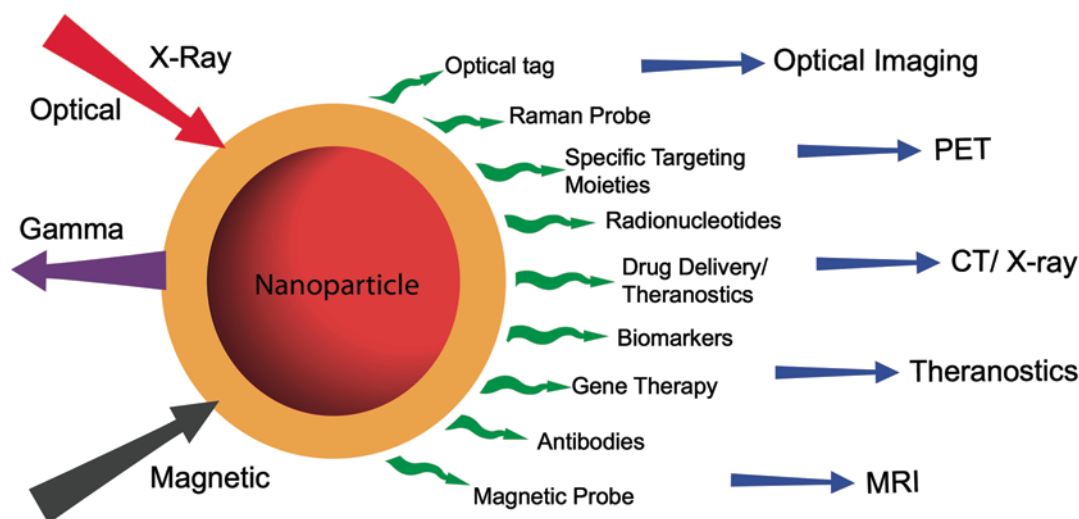 X-Ray
Optical
Gamma
Nanoparticle
Magnetic
Optical tag
Raman Probe
Specific Targeting
Moieties
Radionucleotides
Drug Delivery/
Theranostics
Biomarkers
Gene Therapy
Antibodies
Magnetic Probe
Optical Imaging
PET
CT/ X-ray
Theranostics
MRI